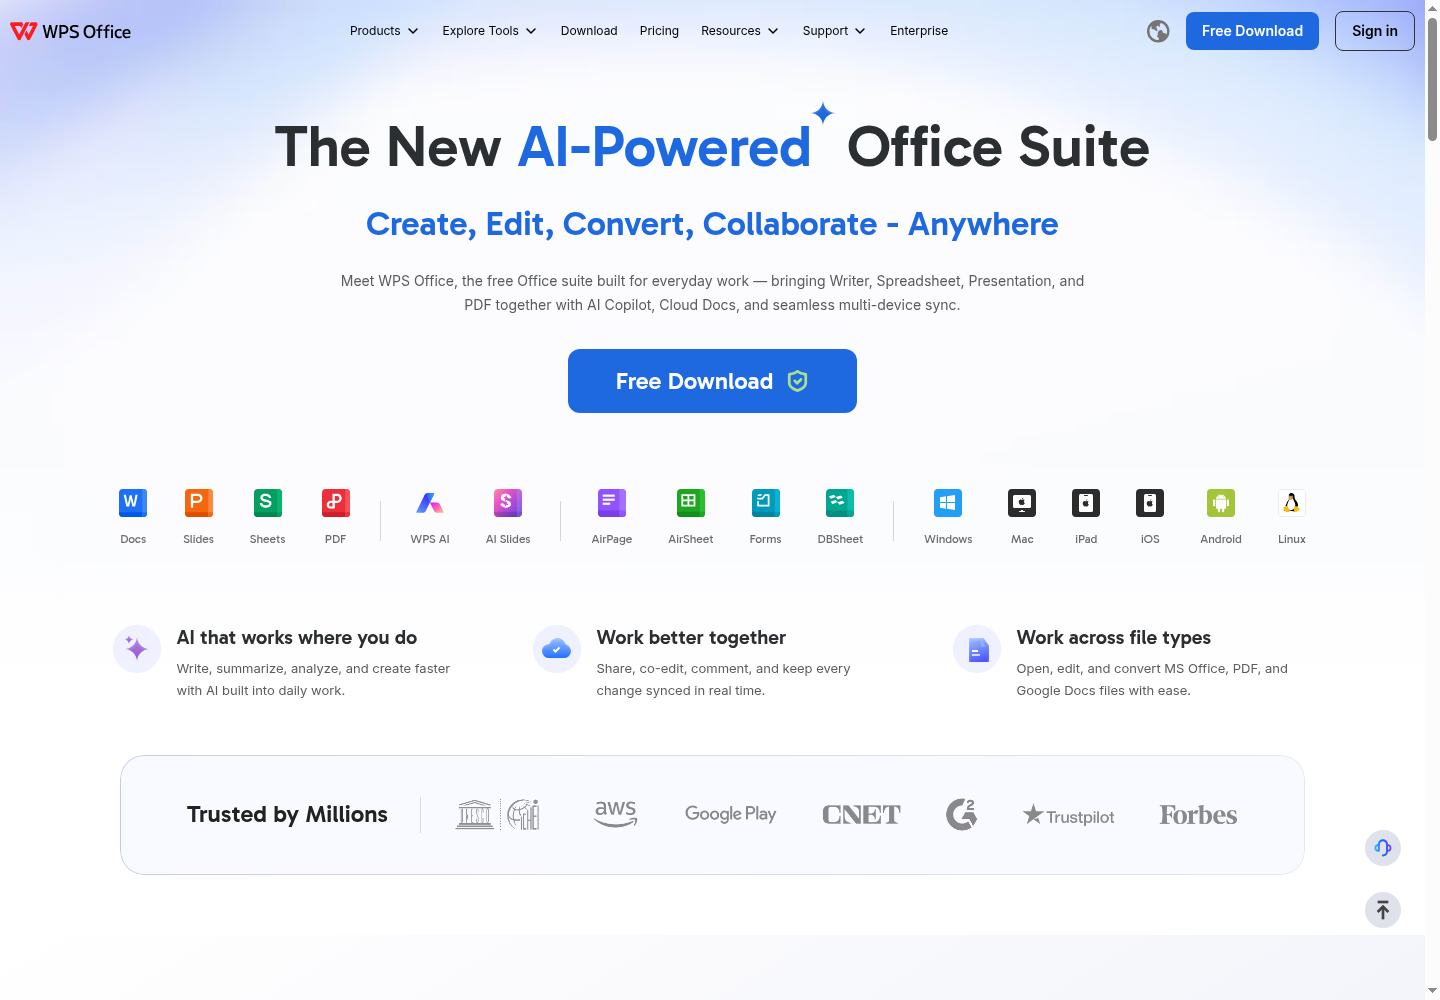 WPS Office
Products
Explore Tools
Download
Pricing
Resources
Support
Enterprise
Free Download
Sign in
The New AI-Powered Office Suite
Create, Edit, Convert, Collaborate - Anywhere
Meet WPS Office, the free Office suite built for everyday work — bringing Writer, Spreadsheet, Presentation, and
PDF together with AI Copilot, Cloud Docs, and seamless multi-device sync.
Free Download
Docs
Slides
Sheets
PDF
WPS AI
AI Slides
AirPage
AirSheet
Forms
DBSheet
Windows
Mac
iPad
iOS
Android
Linux
AI that works where you do
Write, summarize, analyze, and create faster
with AI built into daily work.
Work better together
Share, co-edit, comment, and keep every
change synced in real time.
Work across file types
Open, edit, and convert MS Office, PDF, and
Google Docs files with ease.
Trusted by Millions
aws
Google Play
CNET
G2
Trustpilot
Forbes